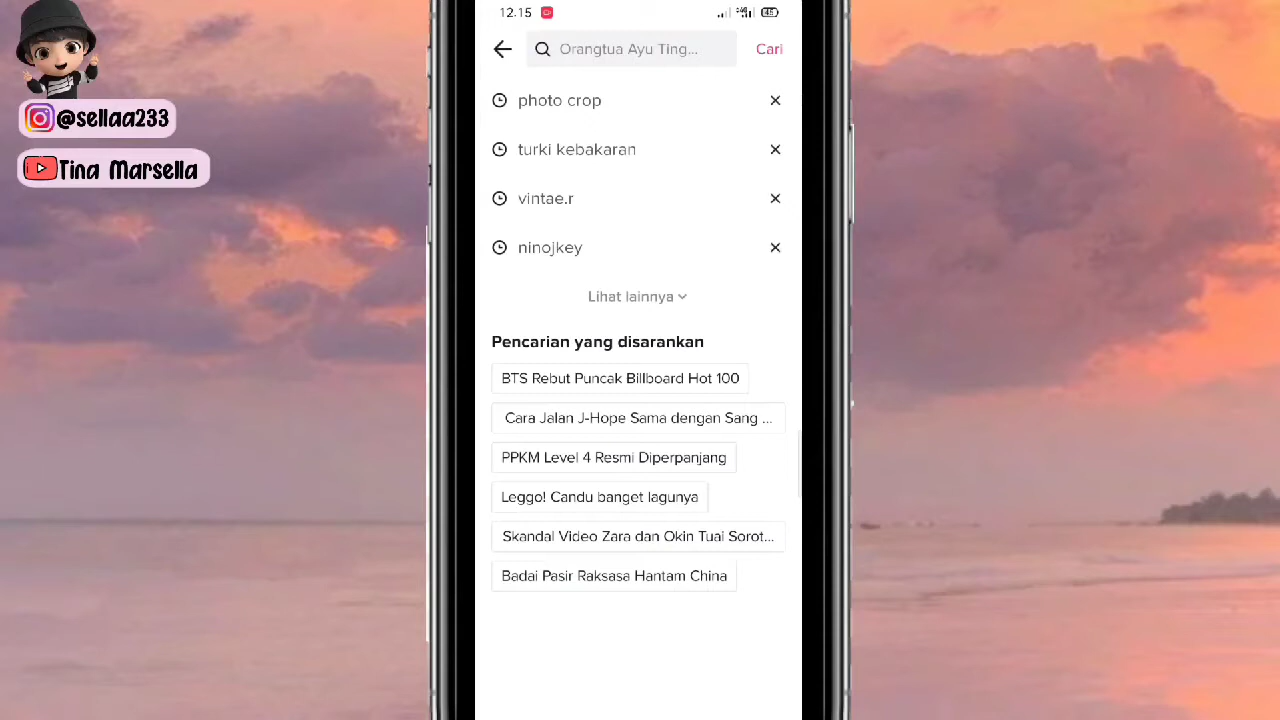 @sellaa233
Tina Marsella
12.15
Orangtua Ayu Ting...
Cari
photo crop
turki kebakaran
vintae.r
ninojkey
Lihat lainnya
Pencarian yang disarankan
BTS Rebut Puncak Billboard Hot 100
Cara Jalan J-Hope Sama dengan Sang ...
PPKM Level 4 Resmi Diperpanjang
Leggo! Candu banget lagunya
Skandal Video Zara dan Okin Tuai Sorot...
Badai Pasir Raksasa Hantam China